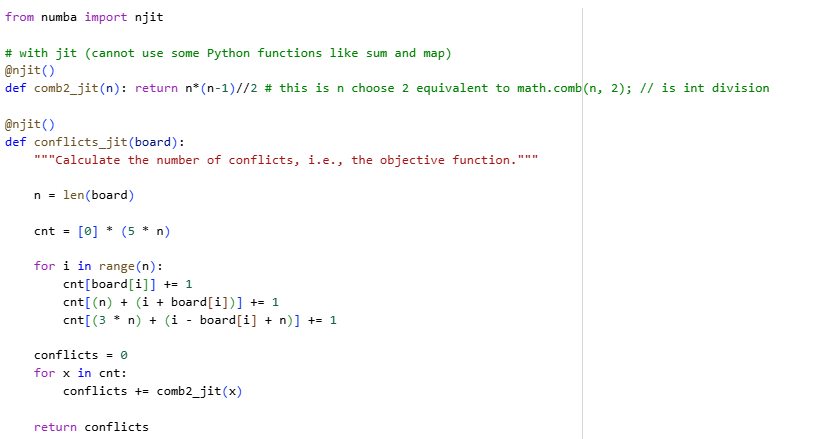 from numba import njit

# with jit (cannot use some Python functions like sum and map)
@njit()
def comb2_jit(n): return n*(n-1)//2 # this is n choose 2 equivalent to math.comb(n, 2); // is int division

@njit()
def conflicts_jit(board):
    """Calculate the number of conflicts, i.e., the objective function."""

    n = len(board)

    cnt = [0] * (5 * n)

    for i in range(n):
        cnt[board[i]] += 1
        cnt[(n) + (i + board[i])] += 1
        cnt[(3 * n) + (i - board[i] + n)] += 1

    conflicts = 0
    for x in cnt:
        conflicts += comb2_jit(x)

    return conflicts